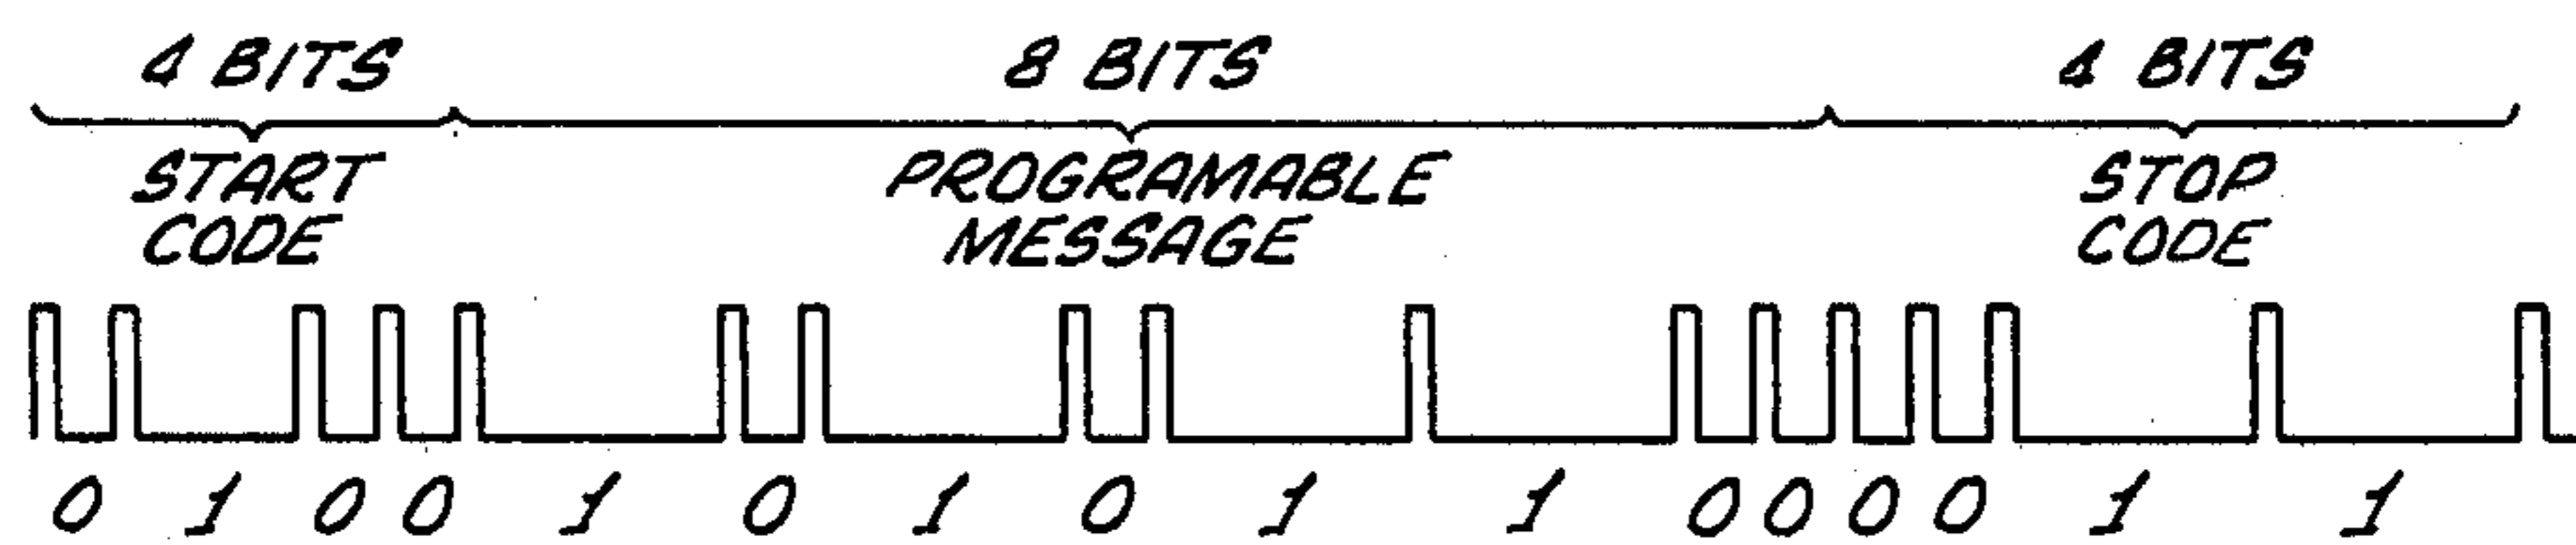 4 BITS 8 BITS 4 BITS
START PROGRAMABLE STOP
CODE MESSAGE CODE
0 1 0 0 1 0 1 0 1 1 0 0 0 0 1 1